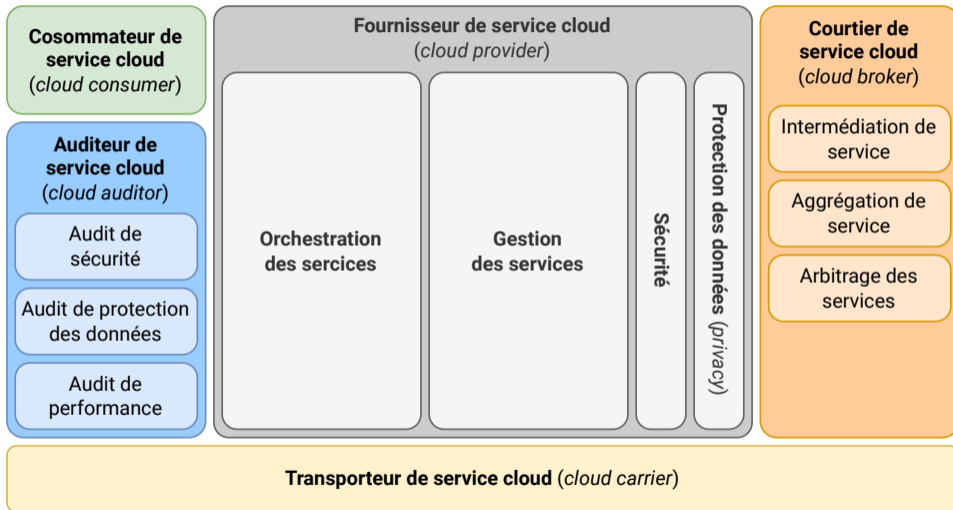 Cosommateur de
service cloud
(cloud consumer)
Auditeur de
service cloud
(cloud auditor)
Audit de
sécurité
Audit de protection
des données
Audit de
performance
Fournisseur de service cloud
(cloud provider)
Orchestration
des sercices
Gestion
des services
Sécurité
Protection des données (privacy)
Courtier de
service cloud
(cloud broker)
Intermédiation de
service
Aggrégation de
service
Arbitrage des
services
Transporteur de service cloud (cloud carrier)